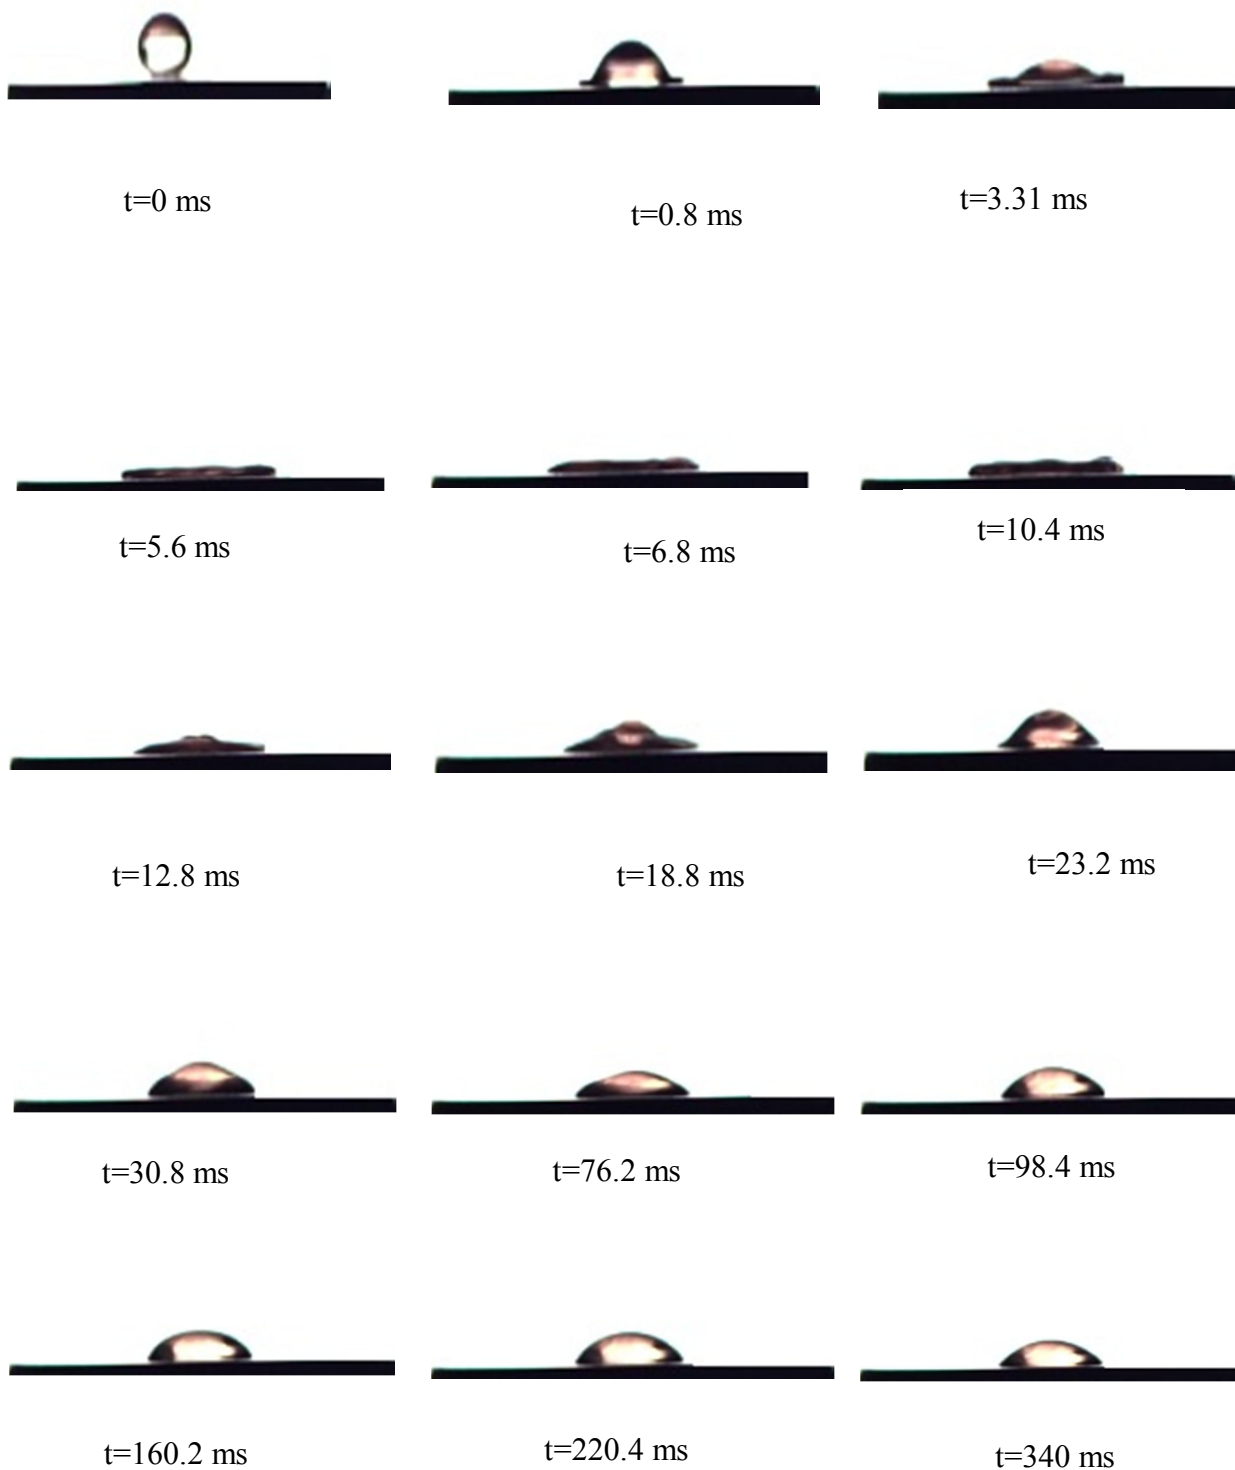 t=0 ms
t=0.8 ms
t=3.31 ms
t=5.6 ms
t=6.8 ms
t=10.4 ms
t=12.8 ms
t=18.8 ms
t=23.2 ms
t=30.8 ms
t=76.2 ms
t=98.4 ms
t=160.2 ms
t=220.4 ms
t=340 ms